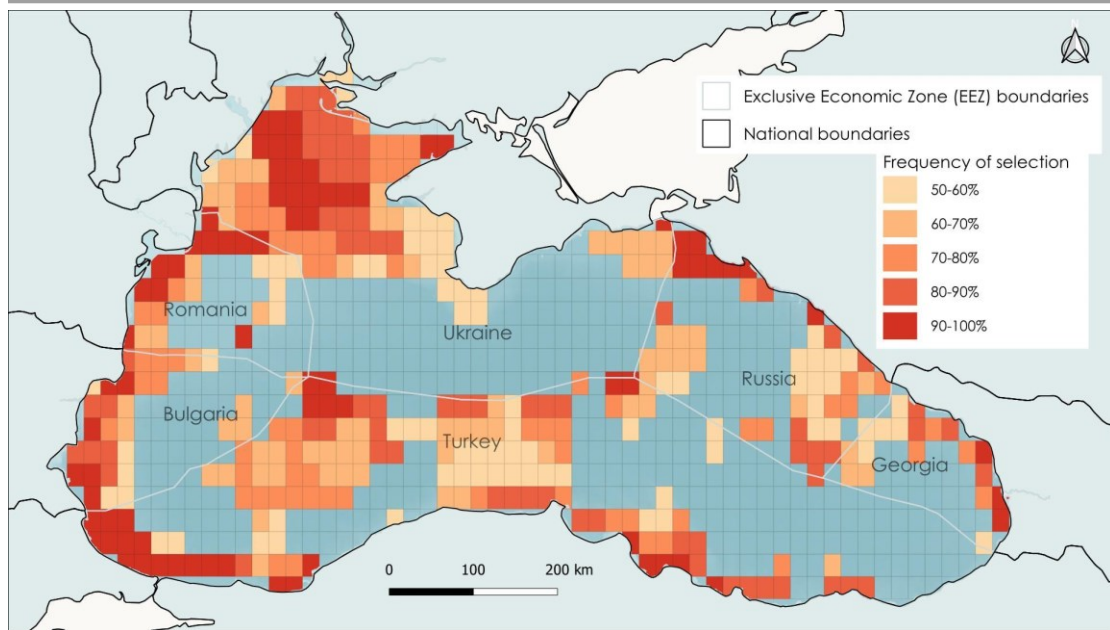 N
Exclusive Economic Zone (EEZ) boundaries
National boundaries
Frequency of selection
50-60%
60-70%
70-80%
80-90%
90-100%
Romania
Ukraine
Russia
Bulgaria
Turkey
Georgia
0 100 200 km